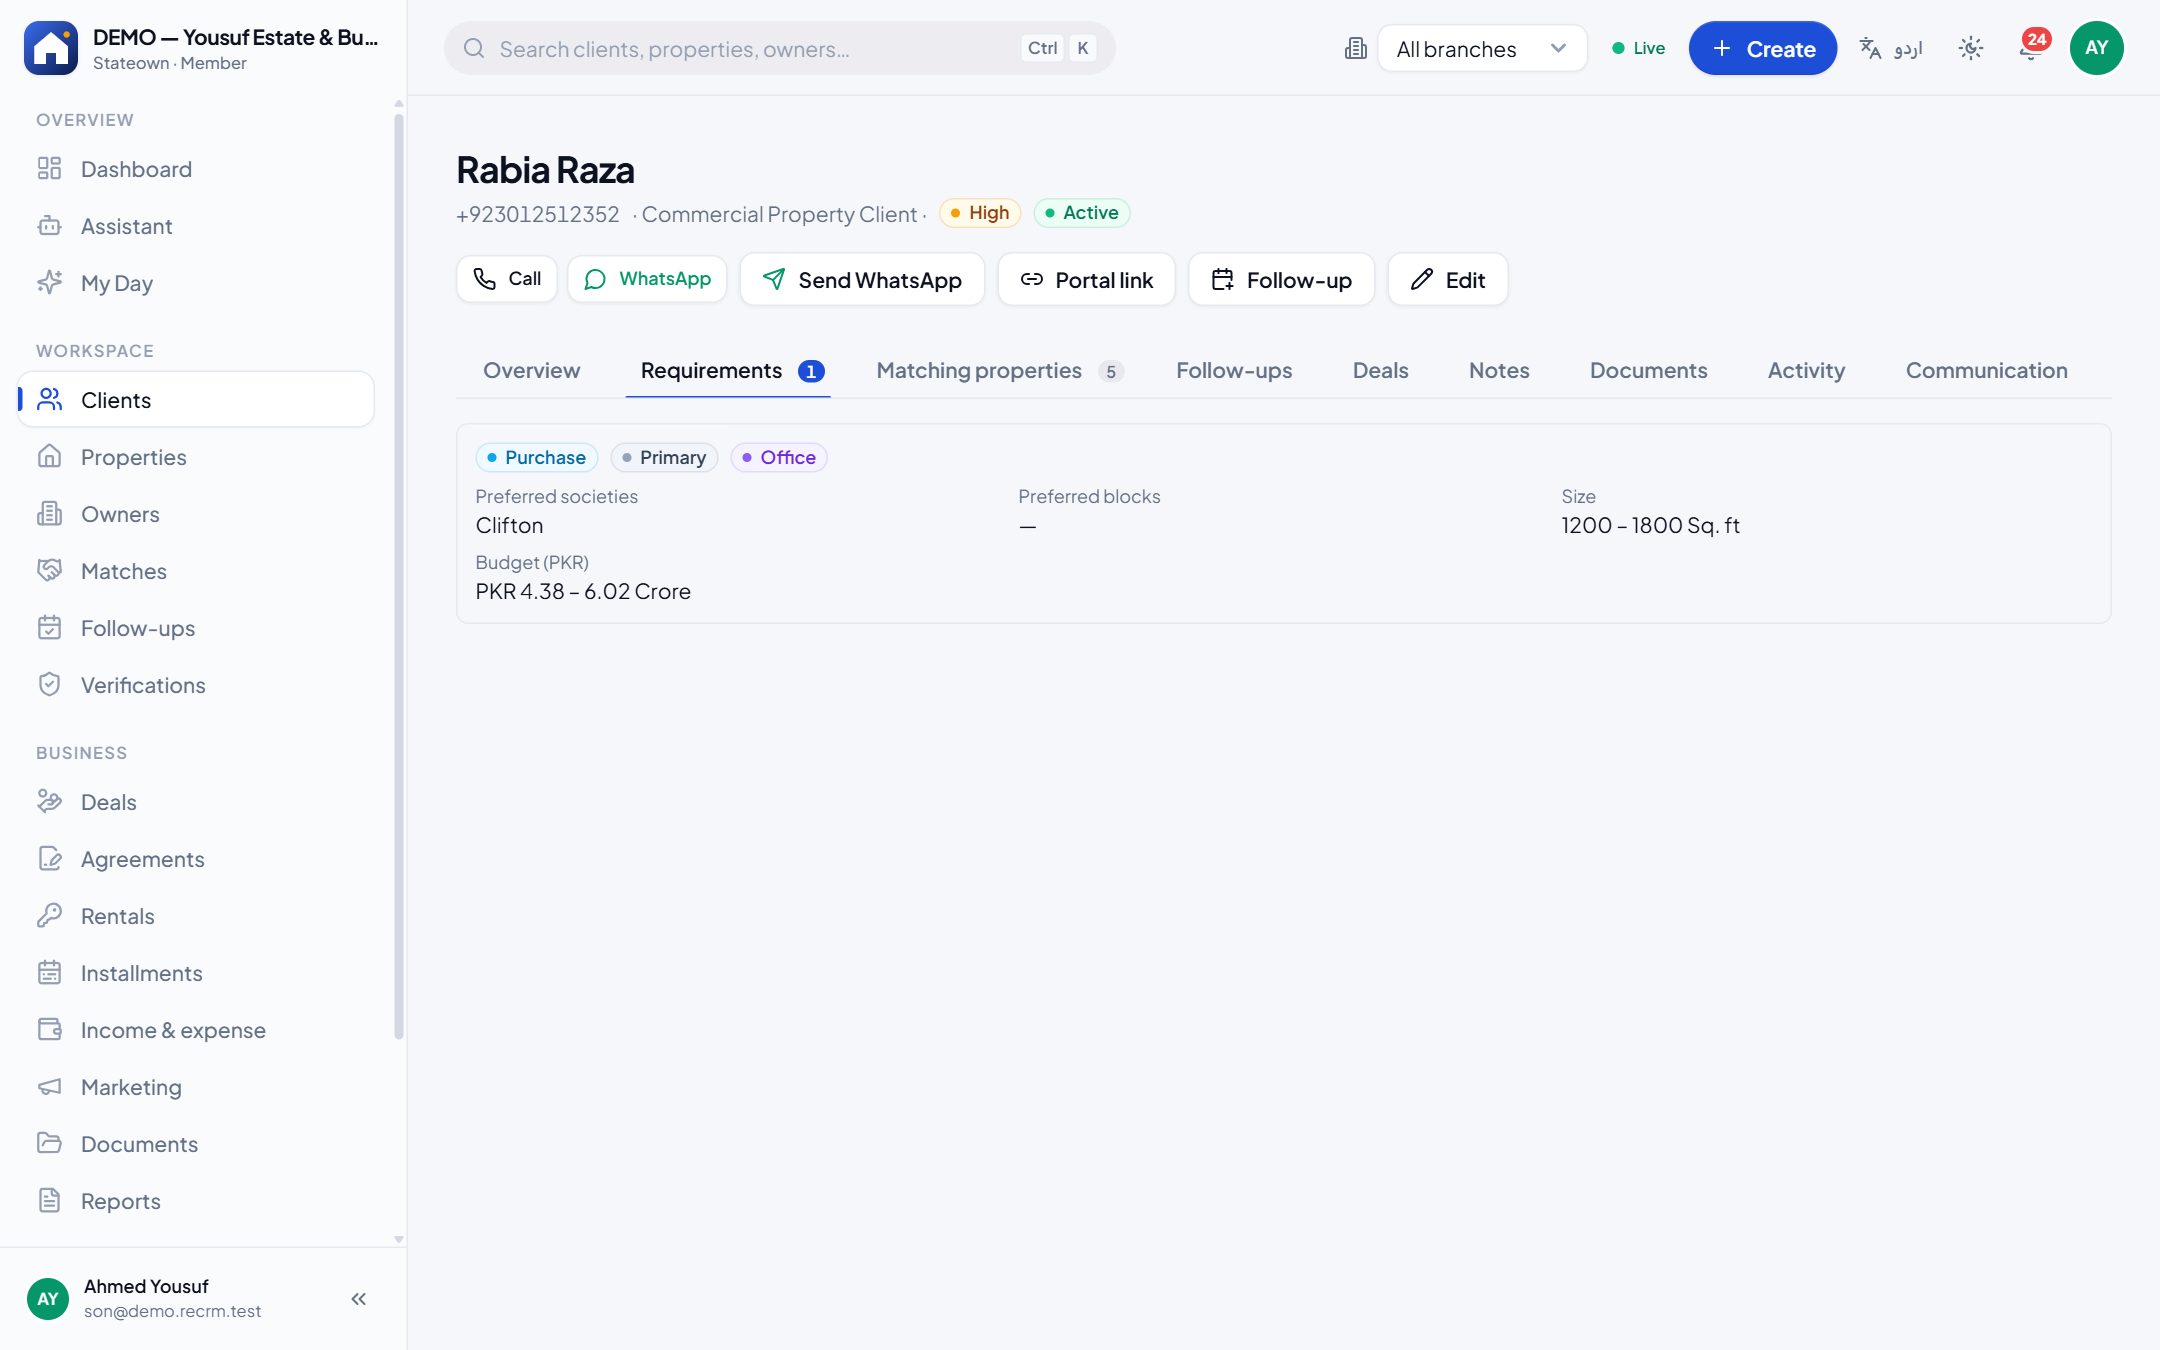 DEMO — Yousuf Estate & Bu...
Stateown · Member
Search clients, properties, owners...
Ctrl K
All branches
Live
+ Create
اردو
24
AY
OVERVIEW
Dashboard
Assistant
My Day
WORKSPACE
Clients
Properties
Owners
Matches
Follow-ups
Verifications
BUSINESS
Deals
Agreements
Rentals
Installments
Income & expense
Marketing
Documents
Reports
AY
Ahmed Yousuf
son@demo.recrm.test
Rabia Raza
+923012512352 · Commercial Property Client · High Active
Call WhatsApp Send WhatsApp Portal link Follow-up Edit
Overview Requirements 1 Matching properties 5 Follow-ups Deals Notes Documents Activity Communication
Purchase Primary Office
Preferred societies Preferred blocks Size
Clifton — 1200 – 1800 Sq. ft
Budget (PKR)
PKR 4.38 – 6.02 Crore